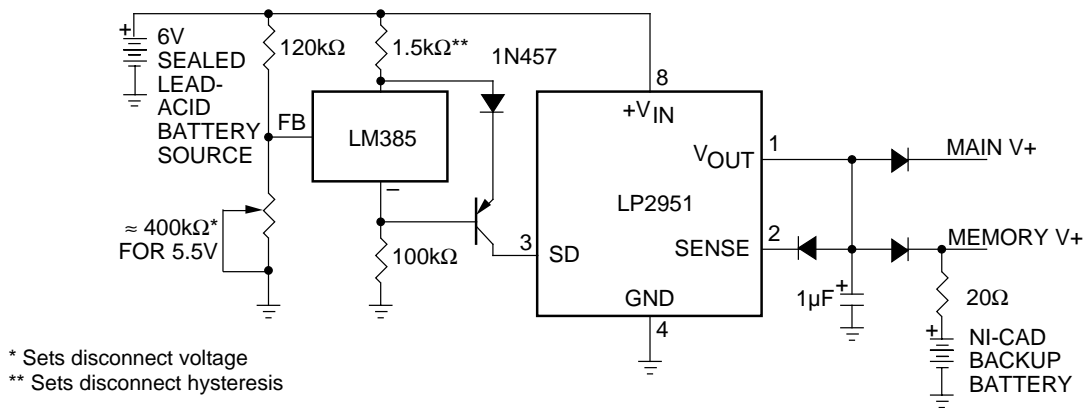 +
6V
SEALED
LEAD-
ACID
BATTERY
SOURCE
120kΩ
1.5kΩ**
1N457
FB
LM385
–
≈ 400kΩ*
FOR 5.5V
100kΩ
8
+VIN
VOUT
1
LP2951
3
SD
SENSE
2
GND
4
MAIN V+
MEMORY V+
+
1µF
20Ω
+
NI-CAD
BACKUP
BATTERY
* Sets disconnect voltage
** Sets disconnect hysteresis